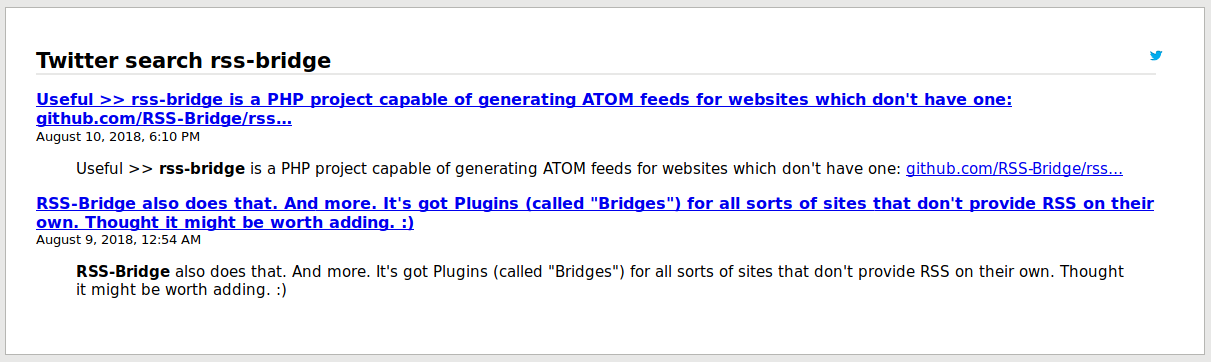 Twitter search rss-bridge
Useful >> rss-bridge is a PHP project capable of generating ATOM feeds for websites which don't have one:
github.com/RSS-Bridge/rss…
August 10, 2018, 6:10 PM
Useful >> rss-bridge is a PHP project capable of generating ATOM feeds for websites which don't have one: github.com/RSS-Bridge/rss…
RSS-Bridge also does that. And more. It's got Plugins (called "Bridges") for all sorts of sites that don't provide RSS on their
own. Thought it might be worth adding. :)
August 9, 2018, 12:54 AM
RSS-Bridge also does that. And more. It's got Plugins (called "Bridges") for all sorts of sites that don't provide RSS on their own. Thought
it might be worth adding. :)